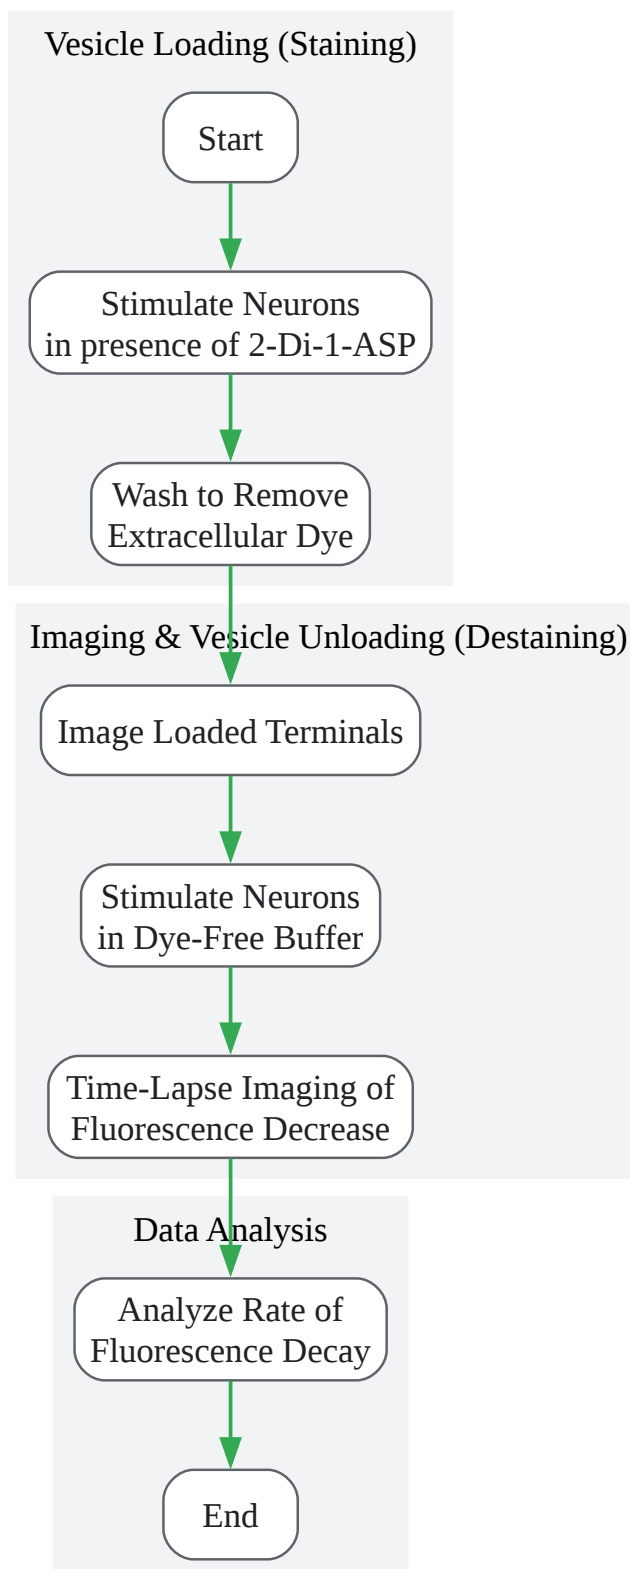 Vesicle Loading (Staining)
Start
Stimulate Neurons
in presence of 2-Di-1-ASP
Wash to Remove
Extracellular Dye
Imaging & Vesicle Unloading (Destaining)
Image Loaded Terminals
Stimulate Neurons
in Dye-Free Buffer
Time-Lapse Imaging of
Fluorescence Decrease
Data Analysis
Analyze Rate of
Fluorescence Decay
End